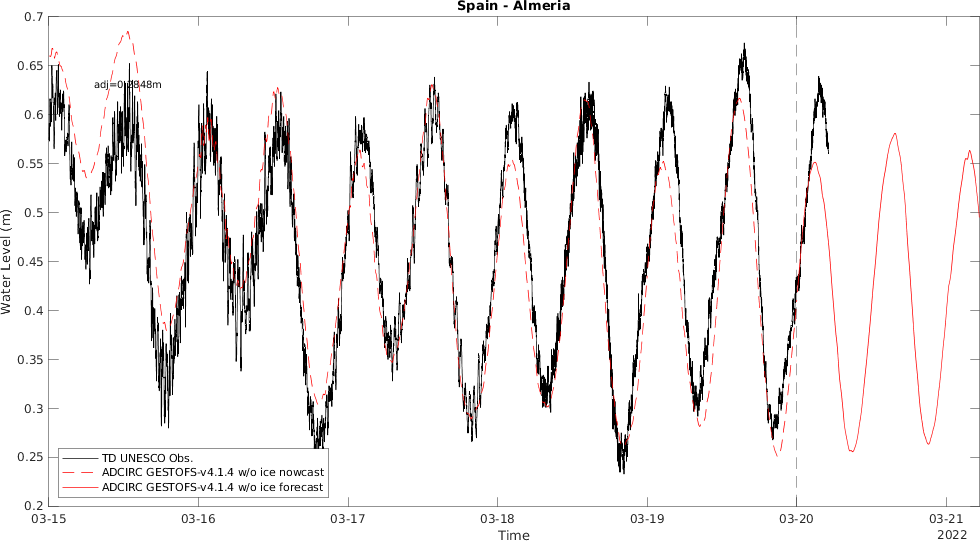 Spain - Almeria
0.7
0.65
0.6
0.55
0.5
0.45
0.4
0.35
0.3
0.25
0.2
Water Level (m)
adj=0.2848m
TD UNESCO Obs.
ADCIRC GESTOFS-v4.1.4 w/o ice nowcast
ADCIRC GESTOFS-v4.1.4 w/o ice forecast
03-15 03-16 03-17 03-18 03-19 03-20 03-21
Time
2022